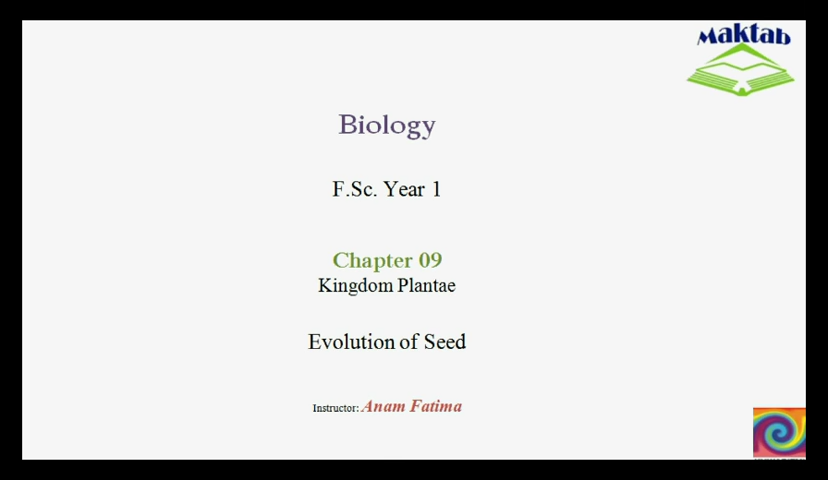 Maktab
Biology
F.Sc. Year 1
Chapter 09
Kingdom Plantae
Evolution of Seed
Instructor: Anam Fatima